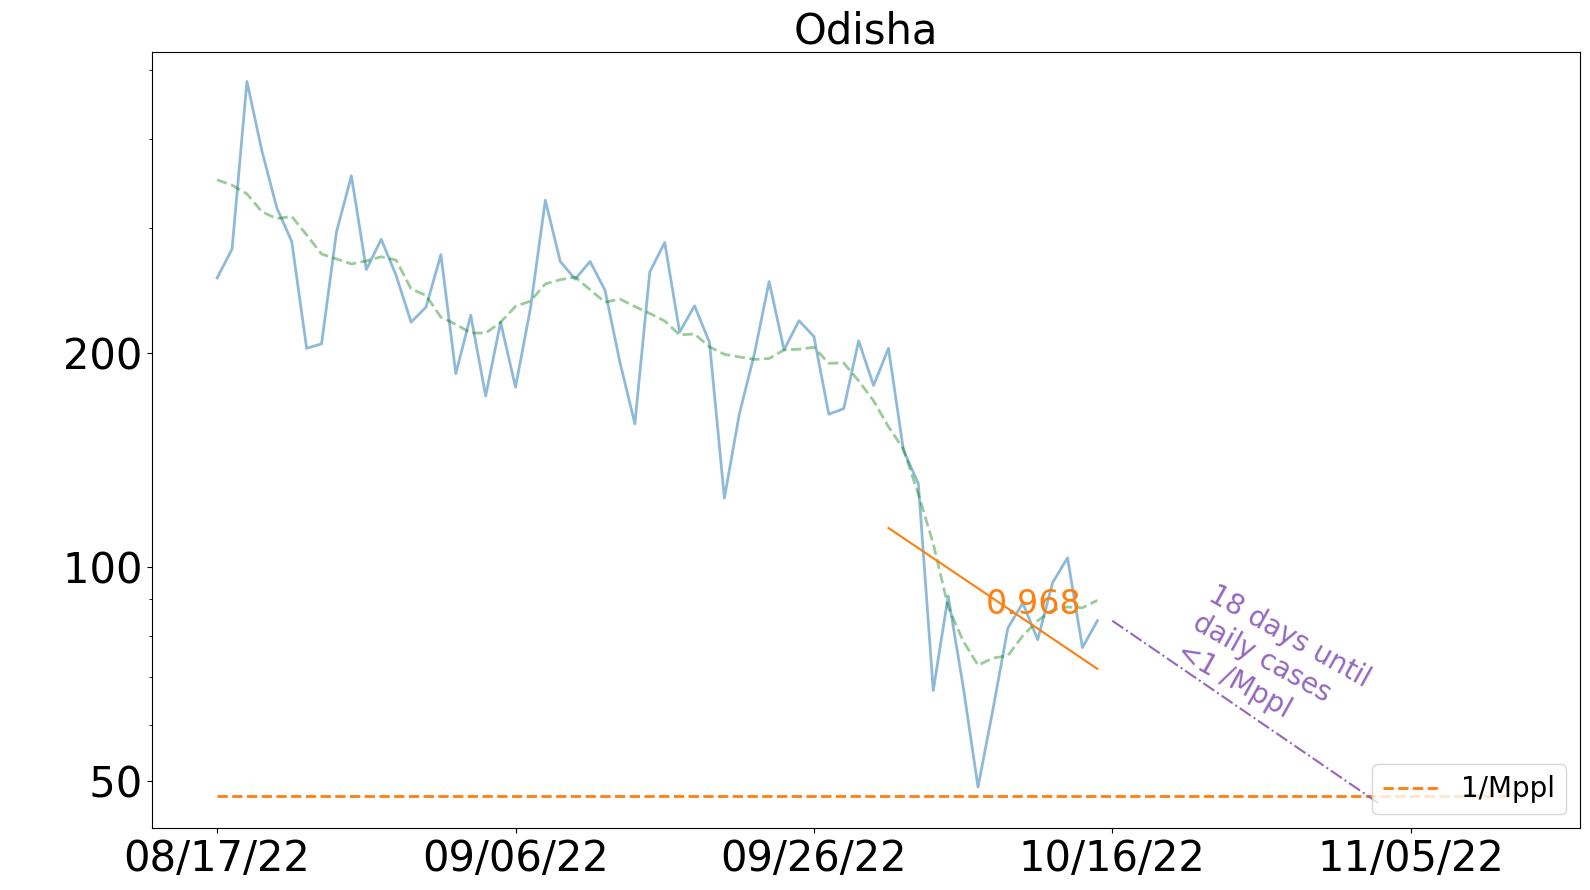 Odisha
200
100
50
0.968
18 days until
daily cases
<1 /Mppl
1/Mppl
08/17/22
09/06/22
09/26/22
10/16/22
11/05/22